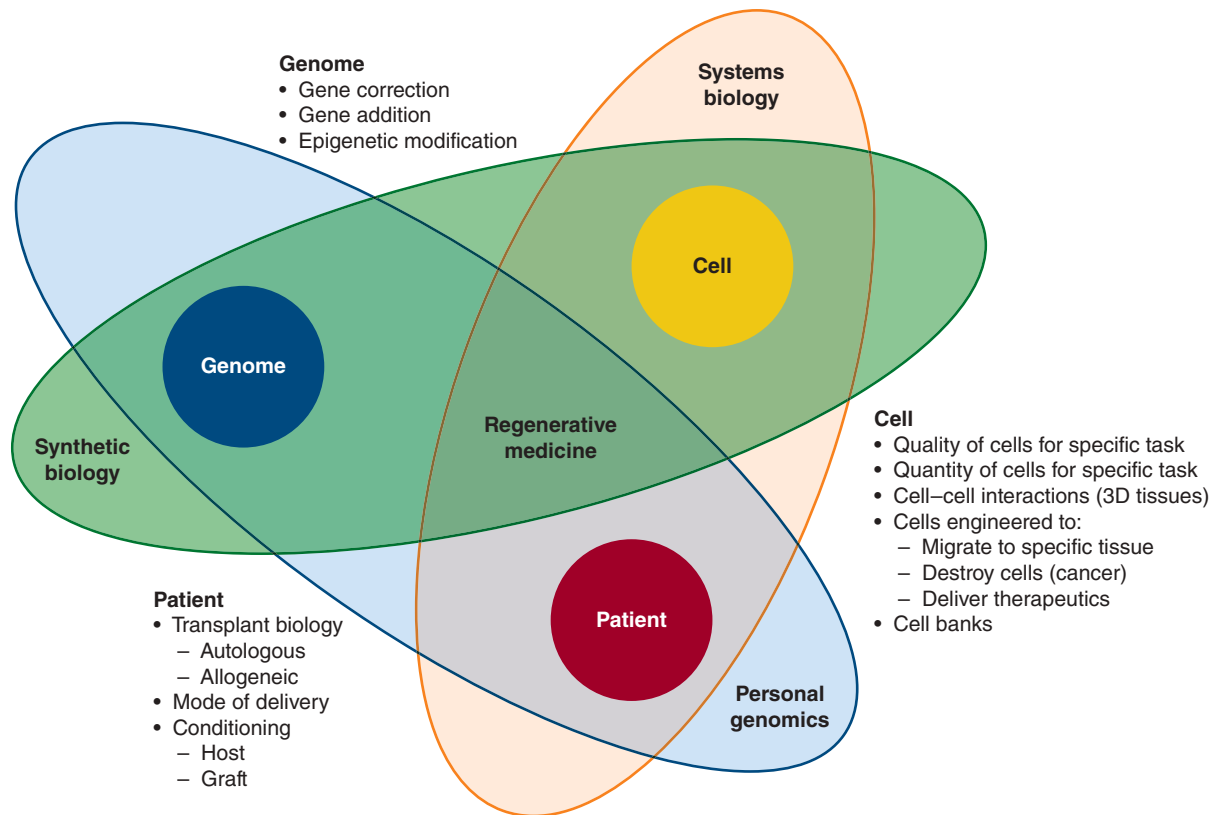 Genome
• Gene correction
• Gene addition
• Epigenetic modification
Systems
biology
Cell
Genome
Synthetic
biology
Regenerative
medicine
Cell
• Quality of cells for specific task
• Quantity of cells for specific task
• Cell–cell interactions (3D tissues)
• Cells engineered to:
– Migrate to specific tissue
– Destroy cells (cancer)
– Deliver therapeutics
• Cell banks
Patient
• Transplant biology
– Autologous
– Allogeneic
• Mode of delivery
• Conditioning
– Host
– Graft
Patient
Personal
genomics